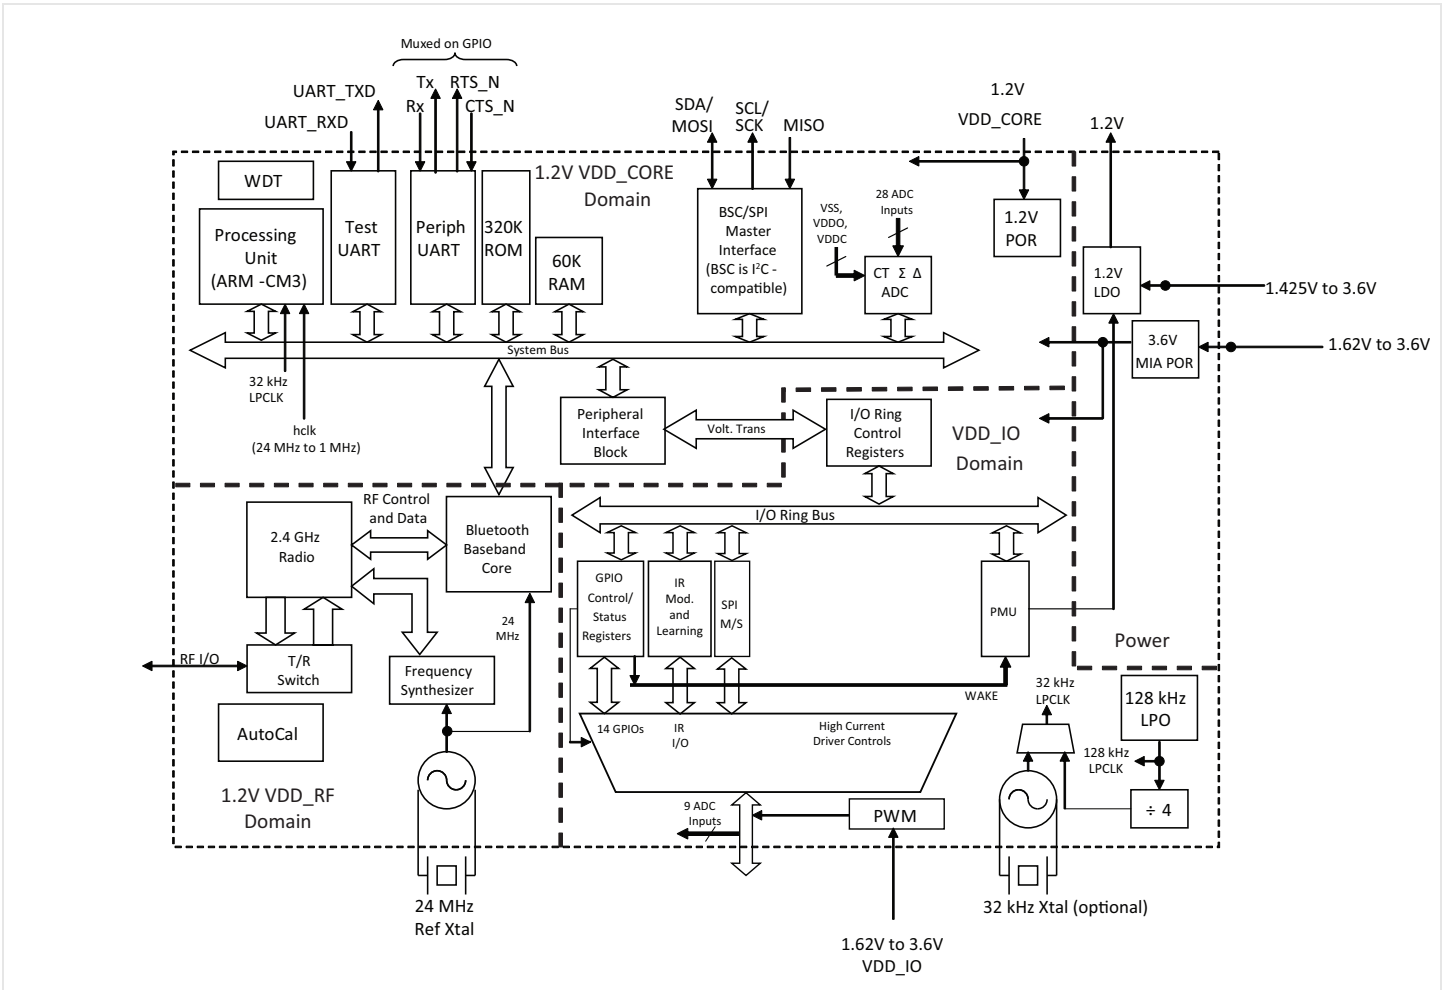 Muxed on GPIO
Tx
RTS_N
UART_TXD
Rx
CTS_N
UART_RXD
SDA/
MOSI
SCL/
SCK
MISO
1.2V
VDD_CORE
1.2V
WDT
1.2V VDD_CORE
Domain
Processing
Unit
(ARM -CM3)
Test
UART
Periph
UART
320K
ROM
60K
RAM
BSC/SPI
Master
Interface
(BSC is I²C -
compatible)
VSS,
VDDO,
VDDC
28 ADC
Inputs
CT Σ Δ
ADC
1.2V
POR
1.2V
LDO
1.425V to 3.6V
3.6V
MIA POR
1.62V to 3.6V
System Bus
32 kHz
LPCLK
hclk
(24 MHz to 1 MHz)
Peripheral
Interface
Block
Volt. Trans
I/O Ring
Control
Registers
VDD_IO
Domain
RF Control
and Data
2.4 GHz
Radio
Bluetooth
Baseband
Core
I/O Ring Bus
GPIO
Control/
Status
Registers
IR
Mod.
and
Learning
SPI
M/S
PMU
24
MHz
Power
RF I/O
T/R
Switch
Frequency
Synthesizer
WAKE
32 kHz
LPCLK
128 kHz
LPO
AutoCal
14 GPIOs
IR
I/O
High Current
Driver Controls
128 kHz
LPCLK
1.2V VDD_RF
Domain
9 ADC
Inputs
PWM
÷ 4
24 MHz
Ref Xtal
32 kHz Xtal (optional)
1.62V to 3.6V
VDD_IO